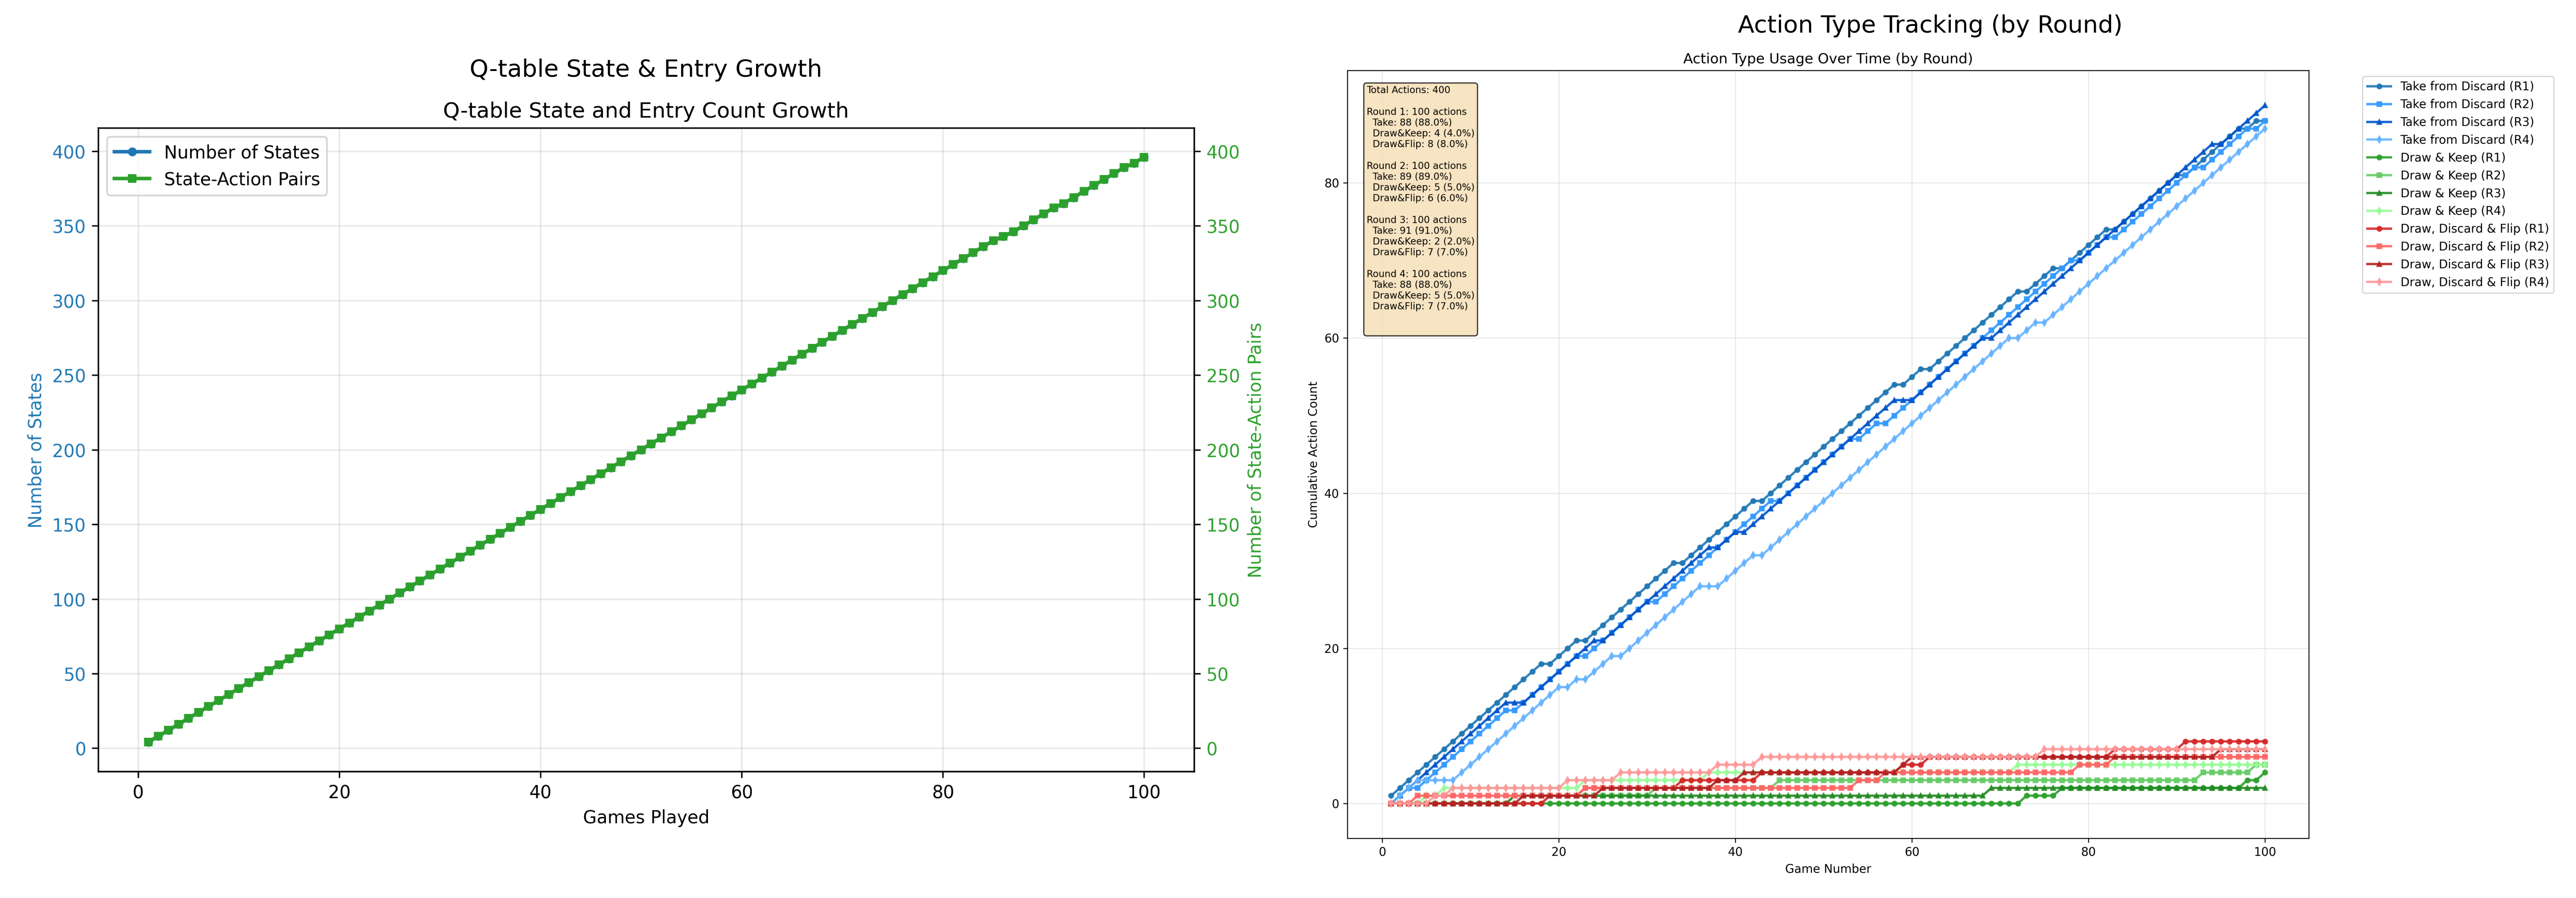 Q-table State & Entry Growth
Q-table State and Entry Count Growth
Number of States
State-Action Pairs
400
350
300
250
200
150
100
50
0
Number of States
400
350
300
250
200
150
100
50
0
Number of State-Action Pairs
0 20 40 60 80 100
Games Played
Action Type Tracking (by Round)
Action Type Usage Over Time (by Round)
Total Actions: 400
Round 1: 100 actions
Take: 88 (88.0%)
Draw&Keep: 4 (4.0%)
Draw&Flip: 8 (8.0%)
Round 2: 100 actions
Take: 89 (89.0%)
Draw&Keep: 5 (5.0%)
Draw&Flip: 6 (6.0%)
Round 3: 100 actions
Take: 91 (91.0%)
Draw&Keep: 2 (2.0%)
Draw&Flip: 7 (7.0%)
Round 4: 100 actions
Take: 88 (88.0%)
Draw&Keep: 5 (5.0%)
Draw&Flip: 7 (7.0%)
80
60
40
20
0
Cumulative Action Count
0 20 40 60 80 100
Game Number
Take from Discard (R1)
Take from Discard (R2)
Take from Discard (R3)
Take from Discard (R4)
Draw & Keep (R1)
Draw & Keep (R2)
Draw & Keep (R3)
Draw & Keep (R4)
Draw, Discard & Flip (R1)
Draw, Discard & Flip (R2)
Draw, Discard & Flip (R3)
Draw, Discard & Flip (R4)